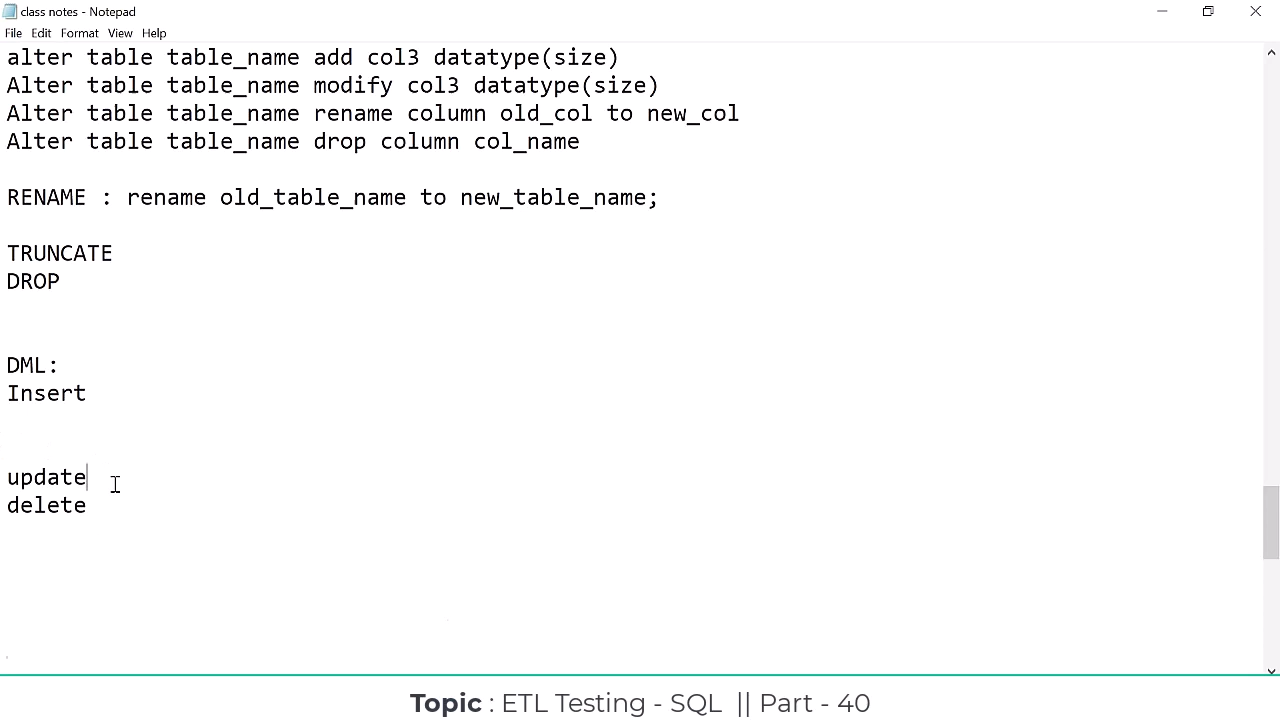 class notes - Notepad
File Edit Format View Help
alter table table_name add col3 datatype(size)
Alter table table_name modify col3 datatype(size)
Alter table table_name rename column old_col to new_col
Alter table table_name drop column col_name
RENAME : rename old_table_name to new_table_name;
TRUNCATE
DROP
DML:
Insert
update
delete
Topic : ETL Testing - SQL || Part - 40